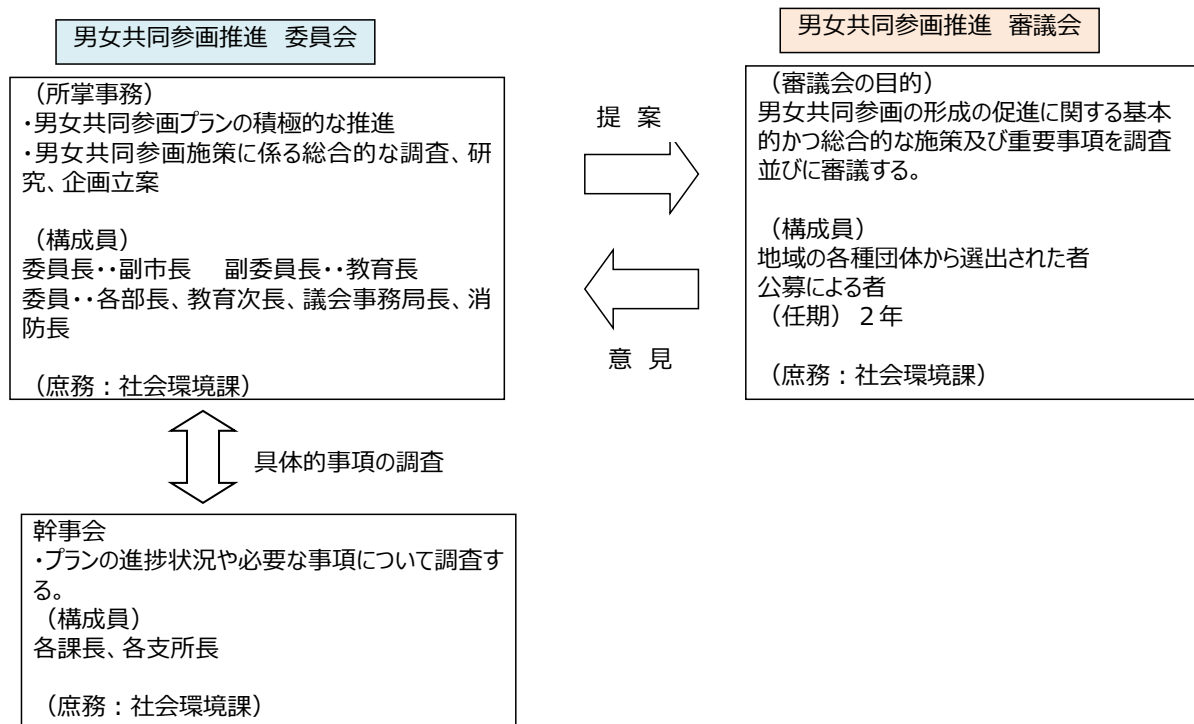 男女共同参画推進 委員会
（所掌事務）
・男女共同参画プランの積極的な推進
・男女共同参画施策に係る総合的な調査、研
究、企画立案
（構成員）
委員長・・副市長 副委員長・・教育長
委員・・各部長、教育次長、議会事務局長、消
防長
（庶務：社会環境課）
提 案
意 見
男女共同参画推進 審議会
（審議会の目的）
男女共同参画の形成の促進に関する基本
的かつ総合的な施策及び重要事項を調査
並びに審議する。
（構成員）
地域の各種団体から選出された者
公募による者
（任期）２年
（庶務：社会環境課）
具体的事項の調査
幹事会
・プランの進捗状況や必要な事項について調査す
る。
（構成員）
各課長、各支所長
（庶務：社会環境課）